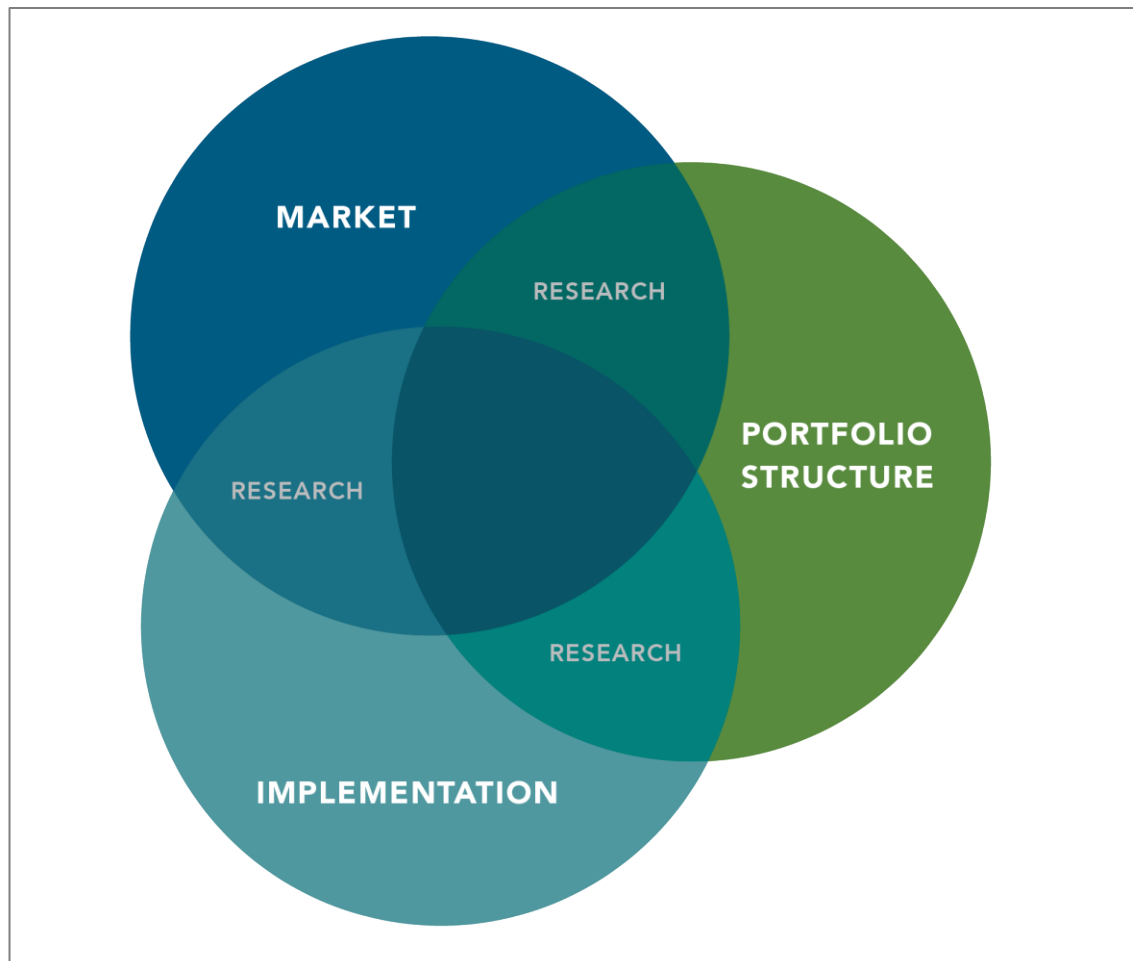 MARKET
RESEARCH
PORTFOLIO
STRUCTURE
RESEARCH
RESEARCH
IMPLEMENTATION